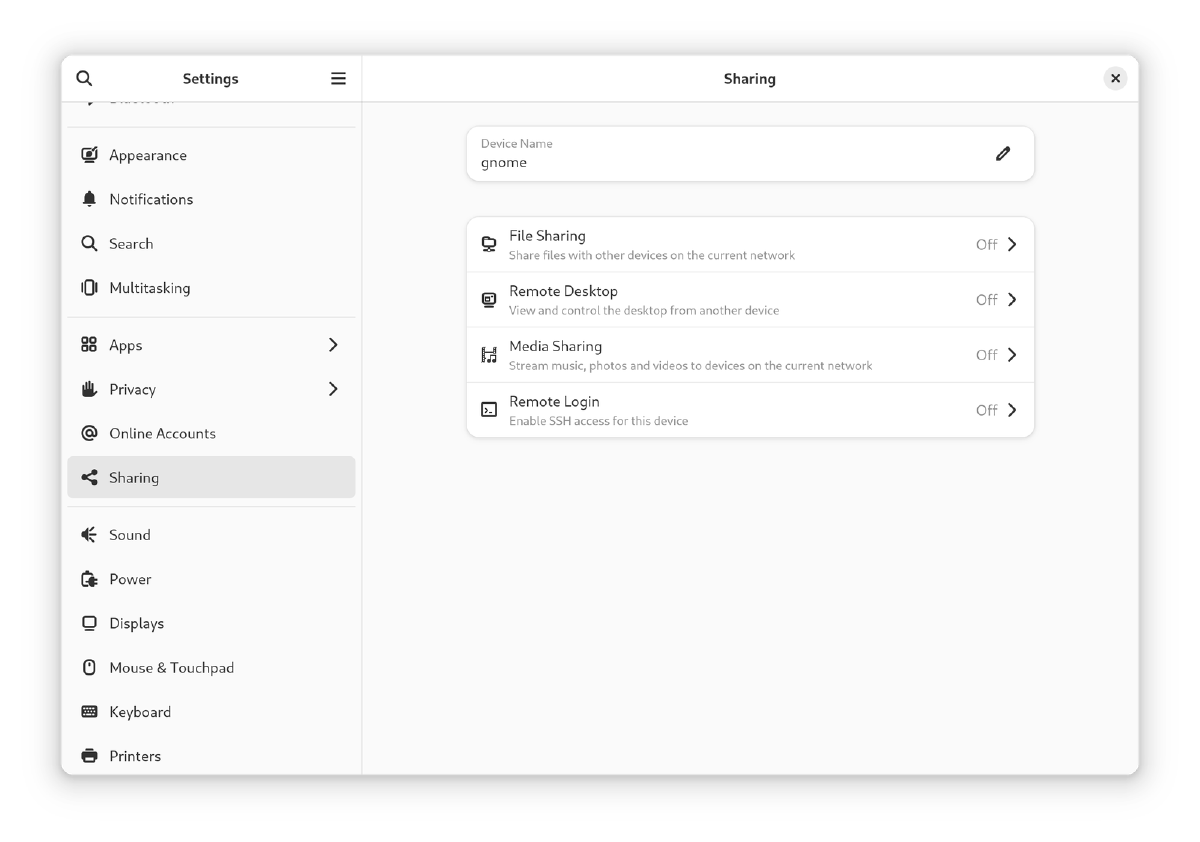 Settings
Appearance
Notifications
Search
Multitasking
Apps
Privacy
Online Accounts
Sharing
Sound
Power
Displays
Mouse & Touchpad
Keyboard
Printers
Sharing
Device Name
gnome
File Sharing
Share files with other devices on the current network
Off
Remote Desktop
View and control the desktop from another device
Off
Media Sharing
Stream music, photos and videos to devices on the current network
Off
Remote Login
Enable SSH access for this device
Off